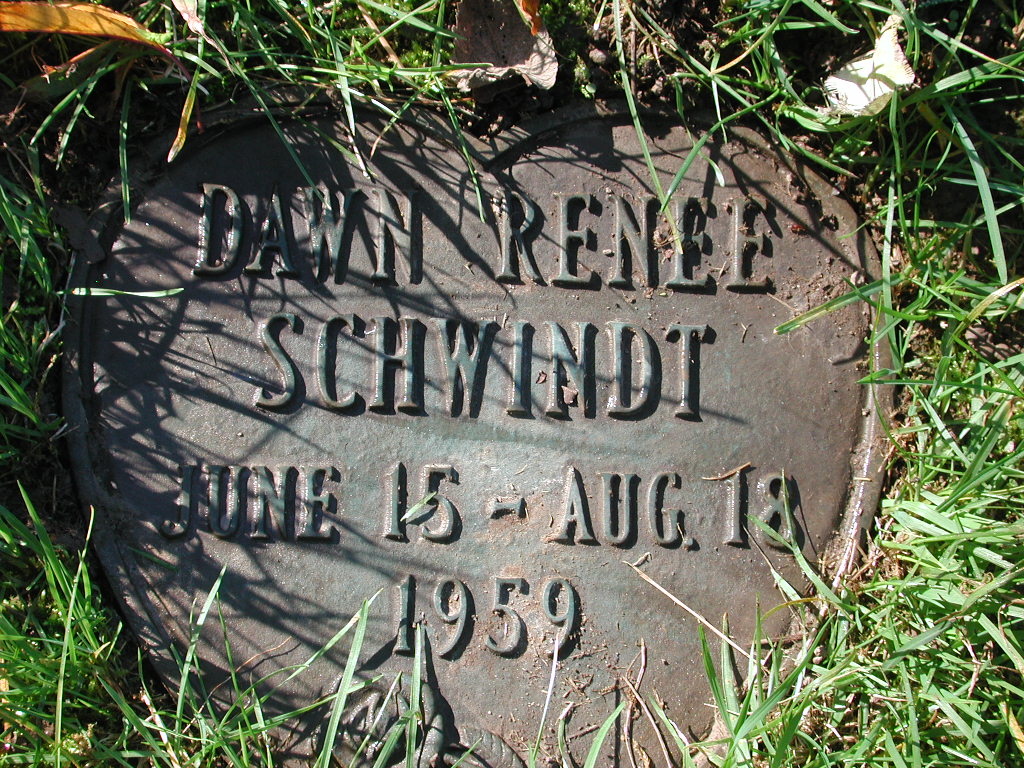 DAWN RENEE
SCHWINDT
JUNE 15 - AUG. 18
1959